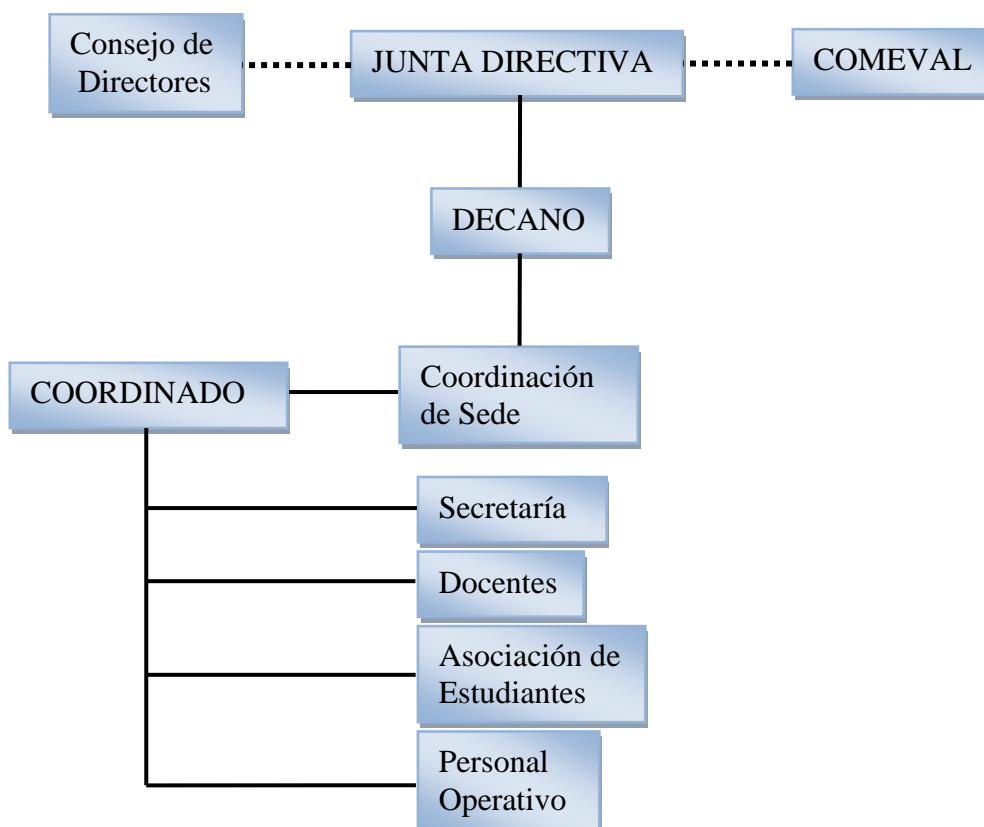 Consejo de
Directores
JUNTA DIRECTIVA
COMEVAL
DECANO
COORDINADO
Coordinación
de Sede
Secretaría
Docentes
Asociación de
Estudiantes
Personal
Operativo